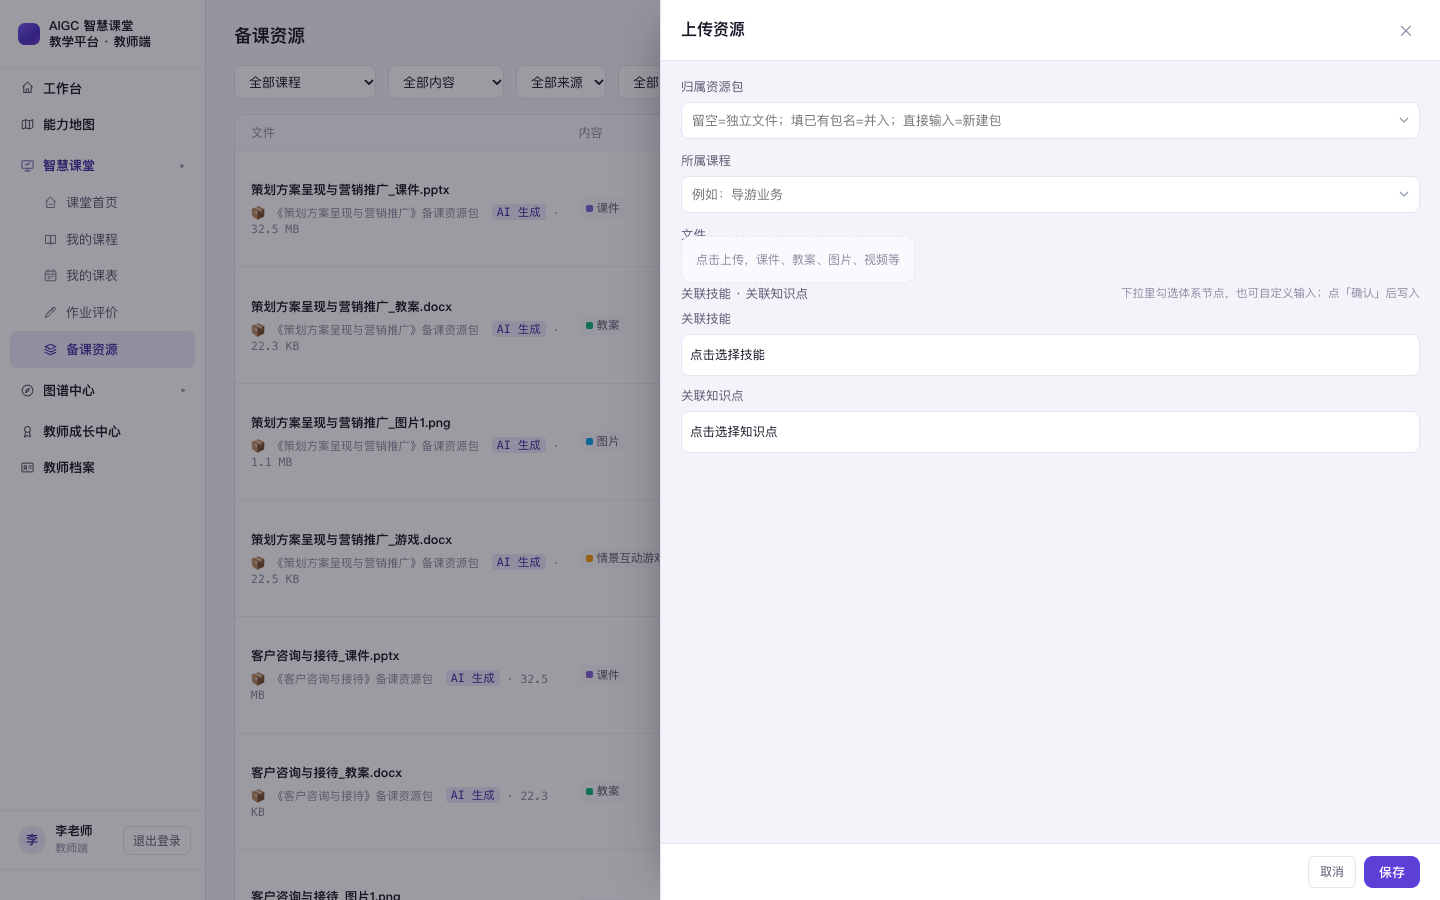 AIGC 智慧课堂
教学平台 · 教师端
工作台
能力地图
智慧课堂
课堂首页
我的课程
我的课表
作业评价
备课资源
图谱中心
教师成长中心
教师档案
李
李老师
教师端
退出登录
备课资源
全部课程
全部内容
全部来源
全部
文件
内容
策划方案呈现与营销推广_课件.pptx
《策划方案呈现与营销推广》备课资源包 AI 生成 ·
32.5 MB
课件
策划方案呈现与营销推广_教案.docx
《策划方案呈现与营销推广》备课资源包 AI 生成 ·
22.3 KB
教案
策划方案呈现与营销推广_图片1.png
《策划方案呈现与营销推广》备课资源包 AI 生成 ·
1.1 MB
图片
策划方案呈现与营销推广_游戏.docx
《策划方案呈现与营销推广》备课资源包 AI 生成 ·
22.5 KB
情景互动游戏
客户咨询与接待_课件.pptx
《客户咨询与接待》备课资源包 AI 生成 · 32.5
MB
课件
客户咨询与接待_教案.docx
《客户咨询与接待》备课资源包 AI 生成 · 22.3
KB
教案
客户咨询与接待_图片1.png
上传资源
归属资源包
留空=独立文件；填已有包名=并入；直接输入=新建包
所属课程
例如：导游业务
文件
点击上传，课件、教案、图片、视频等
关联技能 · 关联知识点
下拉里勾选体系节点，也可自定义输入；点「确认」后写入
关联技能
点击选择技能
关联知识点
点击选择知识点
取消
保存